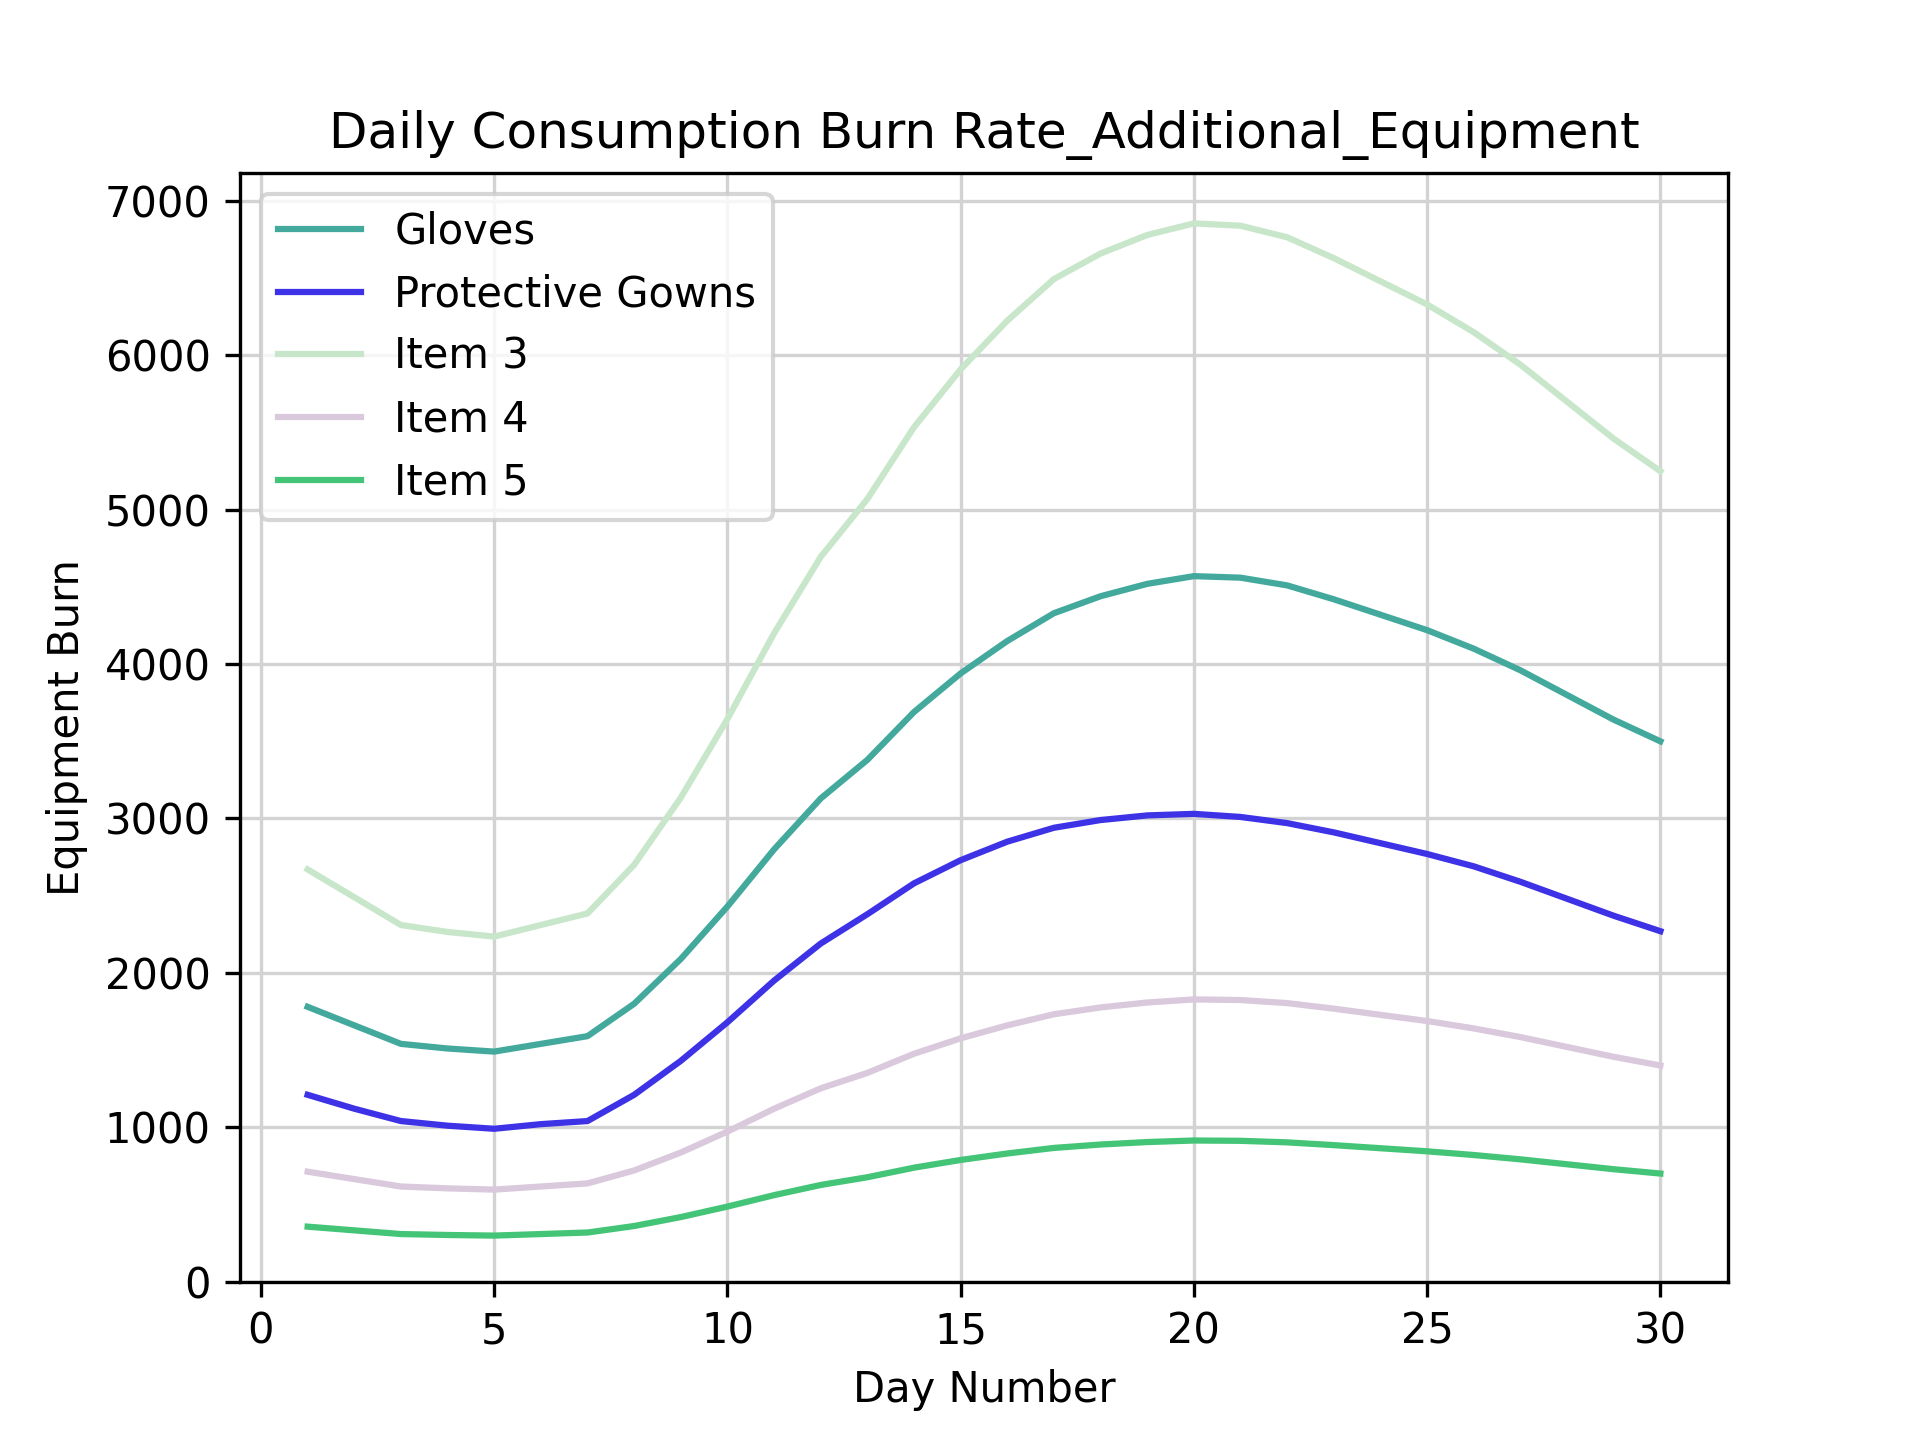 Daily Consumption Burn Rate_Additional_Equipment
7000
6000
5000
4000
3000
2000
1000
0
Equipment Burn
Gloves
Protective Gowns
Item 3
Item 4
Item 5
0 5 10 15 20 25 30
Day Number